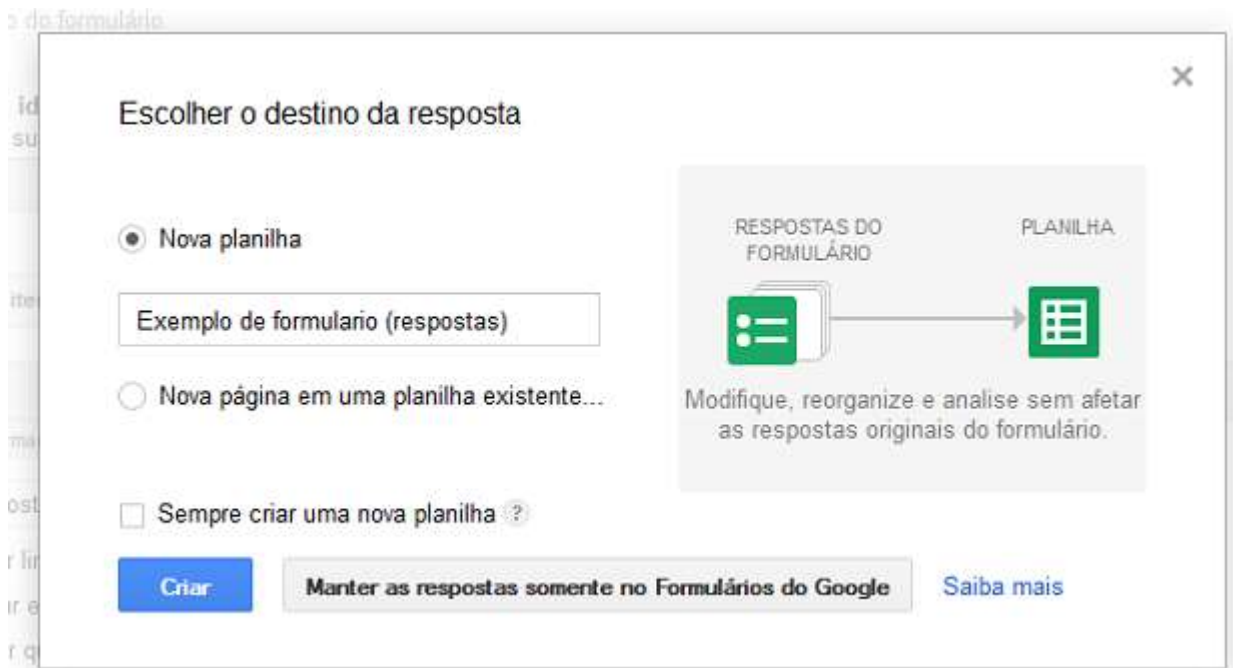 do formulário
Escolher o destino da resposta
Nova planilha
Exemplo de formulario (respostas)
Nova página em uma planilha existente...
RESPOSTAS DO
FORMULÁRIO
PLANILHA
Modifique, reorganize e analise sem afetar
as respostas originais do formulário.
Sempre criar uma nova planilha ?
Criar
Manter as respostas somente no Formulários do Google
Saiba mais